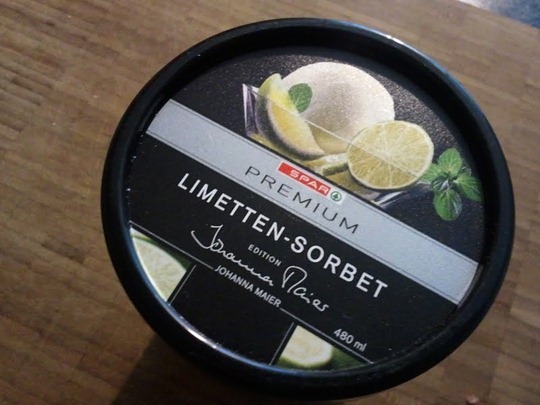 SPAR
PREMIUM
LIMETTEN-SORBET
EDITION
Johanna Maier
JOHANNA MAIER
480 ml